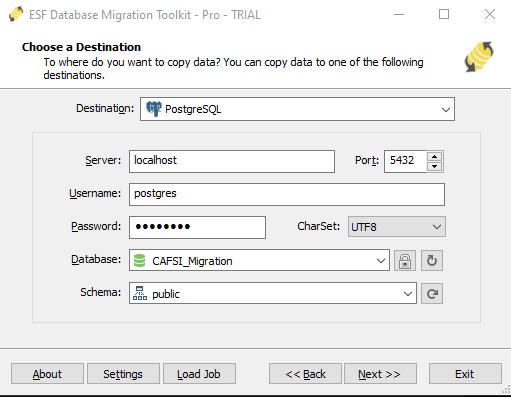 ESF Database Migration Toolkit - Pro - TRIAL
Choose a Destination
To where do you want to copy data? You can copy data to one of the following
destinations.
Destination: PostgreSQL
Server: localhost Port: 5432
Username: postgres
Password: ●●●●●●●● CharSet: UTF8
Database: CAFSI_Migration
Schema: public
About Settings Load Job << Back Next >> Exit